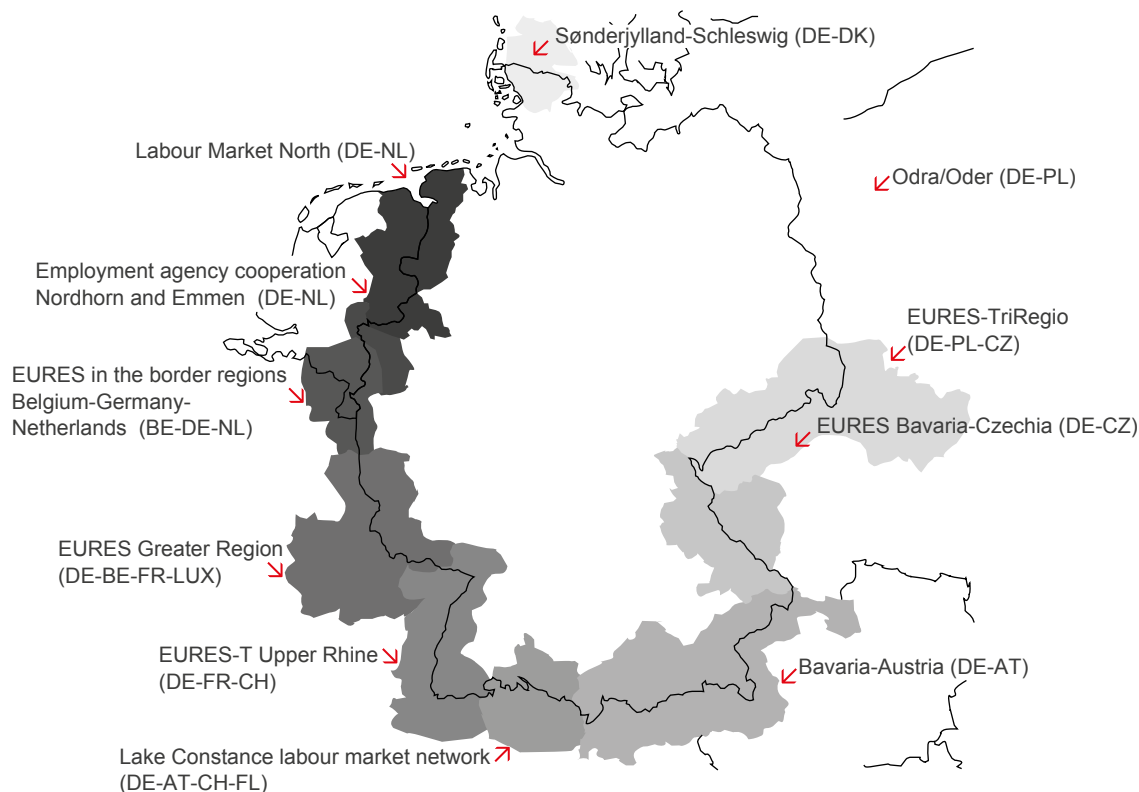 Sønderjylland-Schleswig (DE-DK)
Labour Market North (DE-NL)
Odra/Oder (DE-PL)
Employment agency cooperation
Nordhorn and Emmen (DE-NL)
EURES-TriRegio
(DE-PL-CZ)
EURES in the border regions
Belgium-Germany-
Netherlands (BE-DE-NL)
EURES Bavaria-Czechia (DE-CZ)
EURES Greater Region
(DE-BE-FR-LUX)
EURES-T Upper Rhine
(DE-FR-CH)
Bavaria-Austria (DE-AT)
Lake Constance labour market network
(DE-AT-CH-FL)